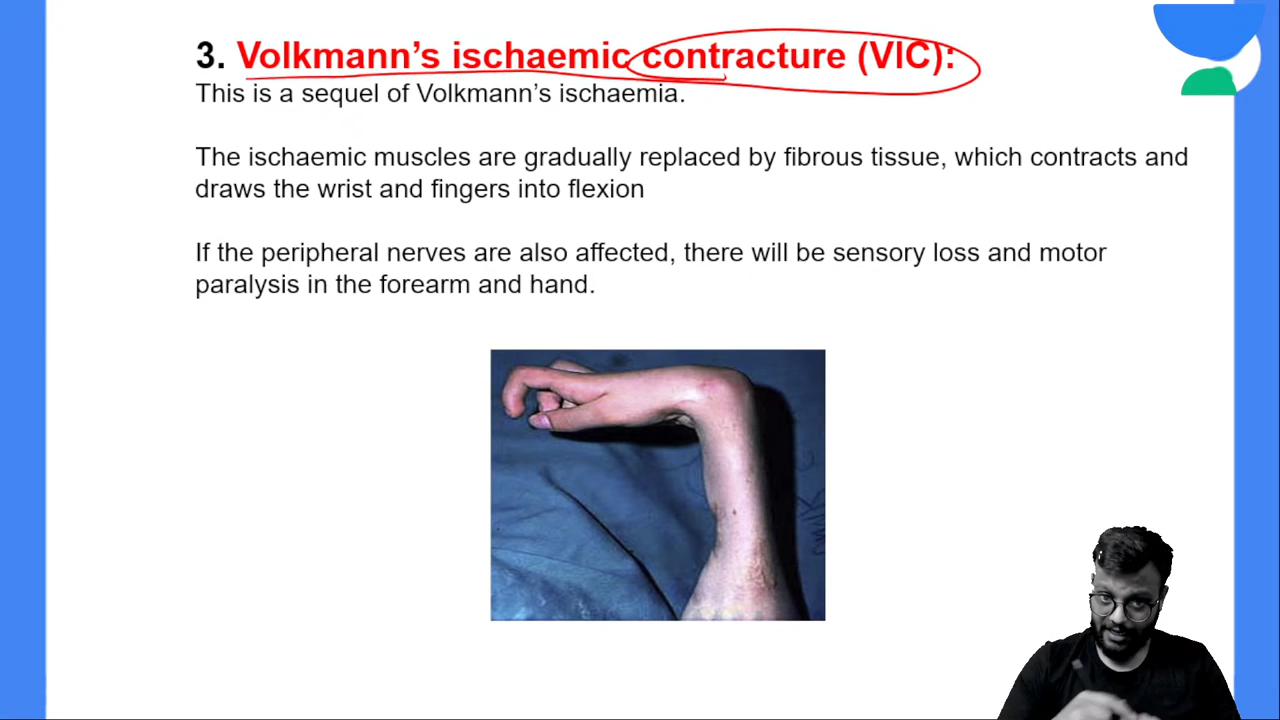 3. Volkmann's ischaemic contracture (VIC):
This is a sequel of Volkmann's ischaemia.
The ischaemic muscles are gradually replaced by fibrous tissue, which contracts and
draws the wrist and fingers into flexion
If the peripheral nerves are also affected, there will be sensory loss and motor
paralysis in the forearm and hand.